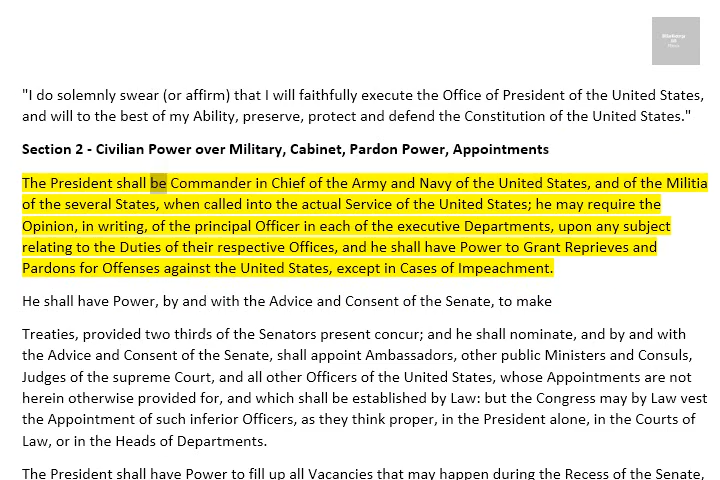 "I do solemnly swear (or affirm) that I will faithfully execute the Office of President of the United States,
and will to the best of my Ability, preserve, protect and defend the Constitution of the United States."
Section 2 - Civilian Power over Military, Cabinet, Pardon Power, Appointments
The President shall be Commander in Chief of the Army and Navy of the United States, and of the Militia
of the several States, when called into the actual Service of the United States; he may require the
Opinion, in writing, of the principal Officer in each of the executive Departments, upon any subject
relating to the Duties of their respective Offices, and he shall have Power to Grant Reprieves and
Pardons for Offenses against the United States, except in Cases of Impeachment.
He shall have Power, by and with the Advice and Consent of the Senate, to make
Treaties, provided two thirds of the Senators present concur; and he shall nominate, and by and with
the Advice and Consent of the Senate, shall appoint Ambassadors, other public Ministers and Consuls,
Judges of the supreme Court, and all other Officers of the United States, whose Appointments are not
herein otherwise provided for, and which shall be established by Law: but the Congress may by Law vest
the Appointment of such inferior Officers, as they think proper, in the President alone, in the Courts of
Law, or in the Heads of Departments.
The President shall have Power to fill up all Vacancies that may happen during the Recess of the Senate,